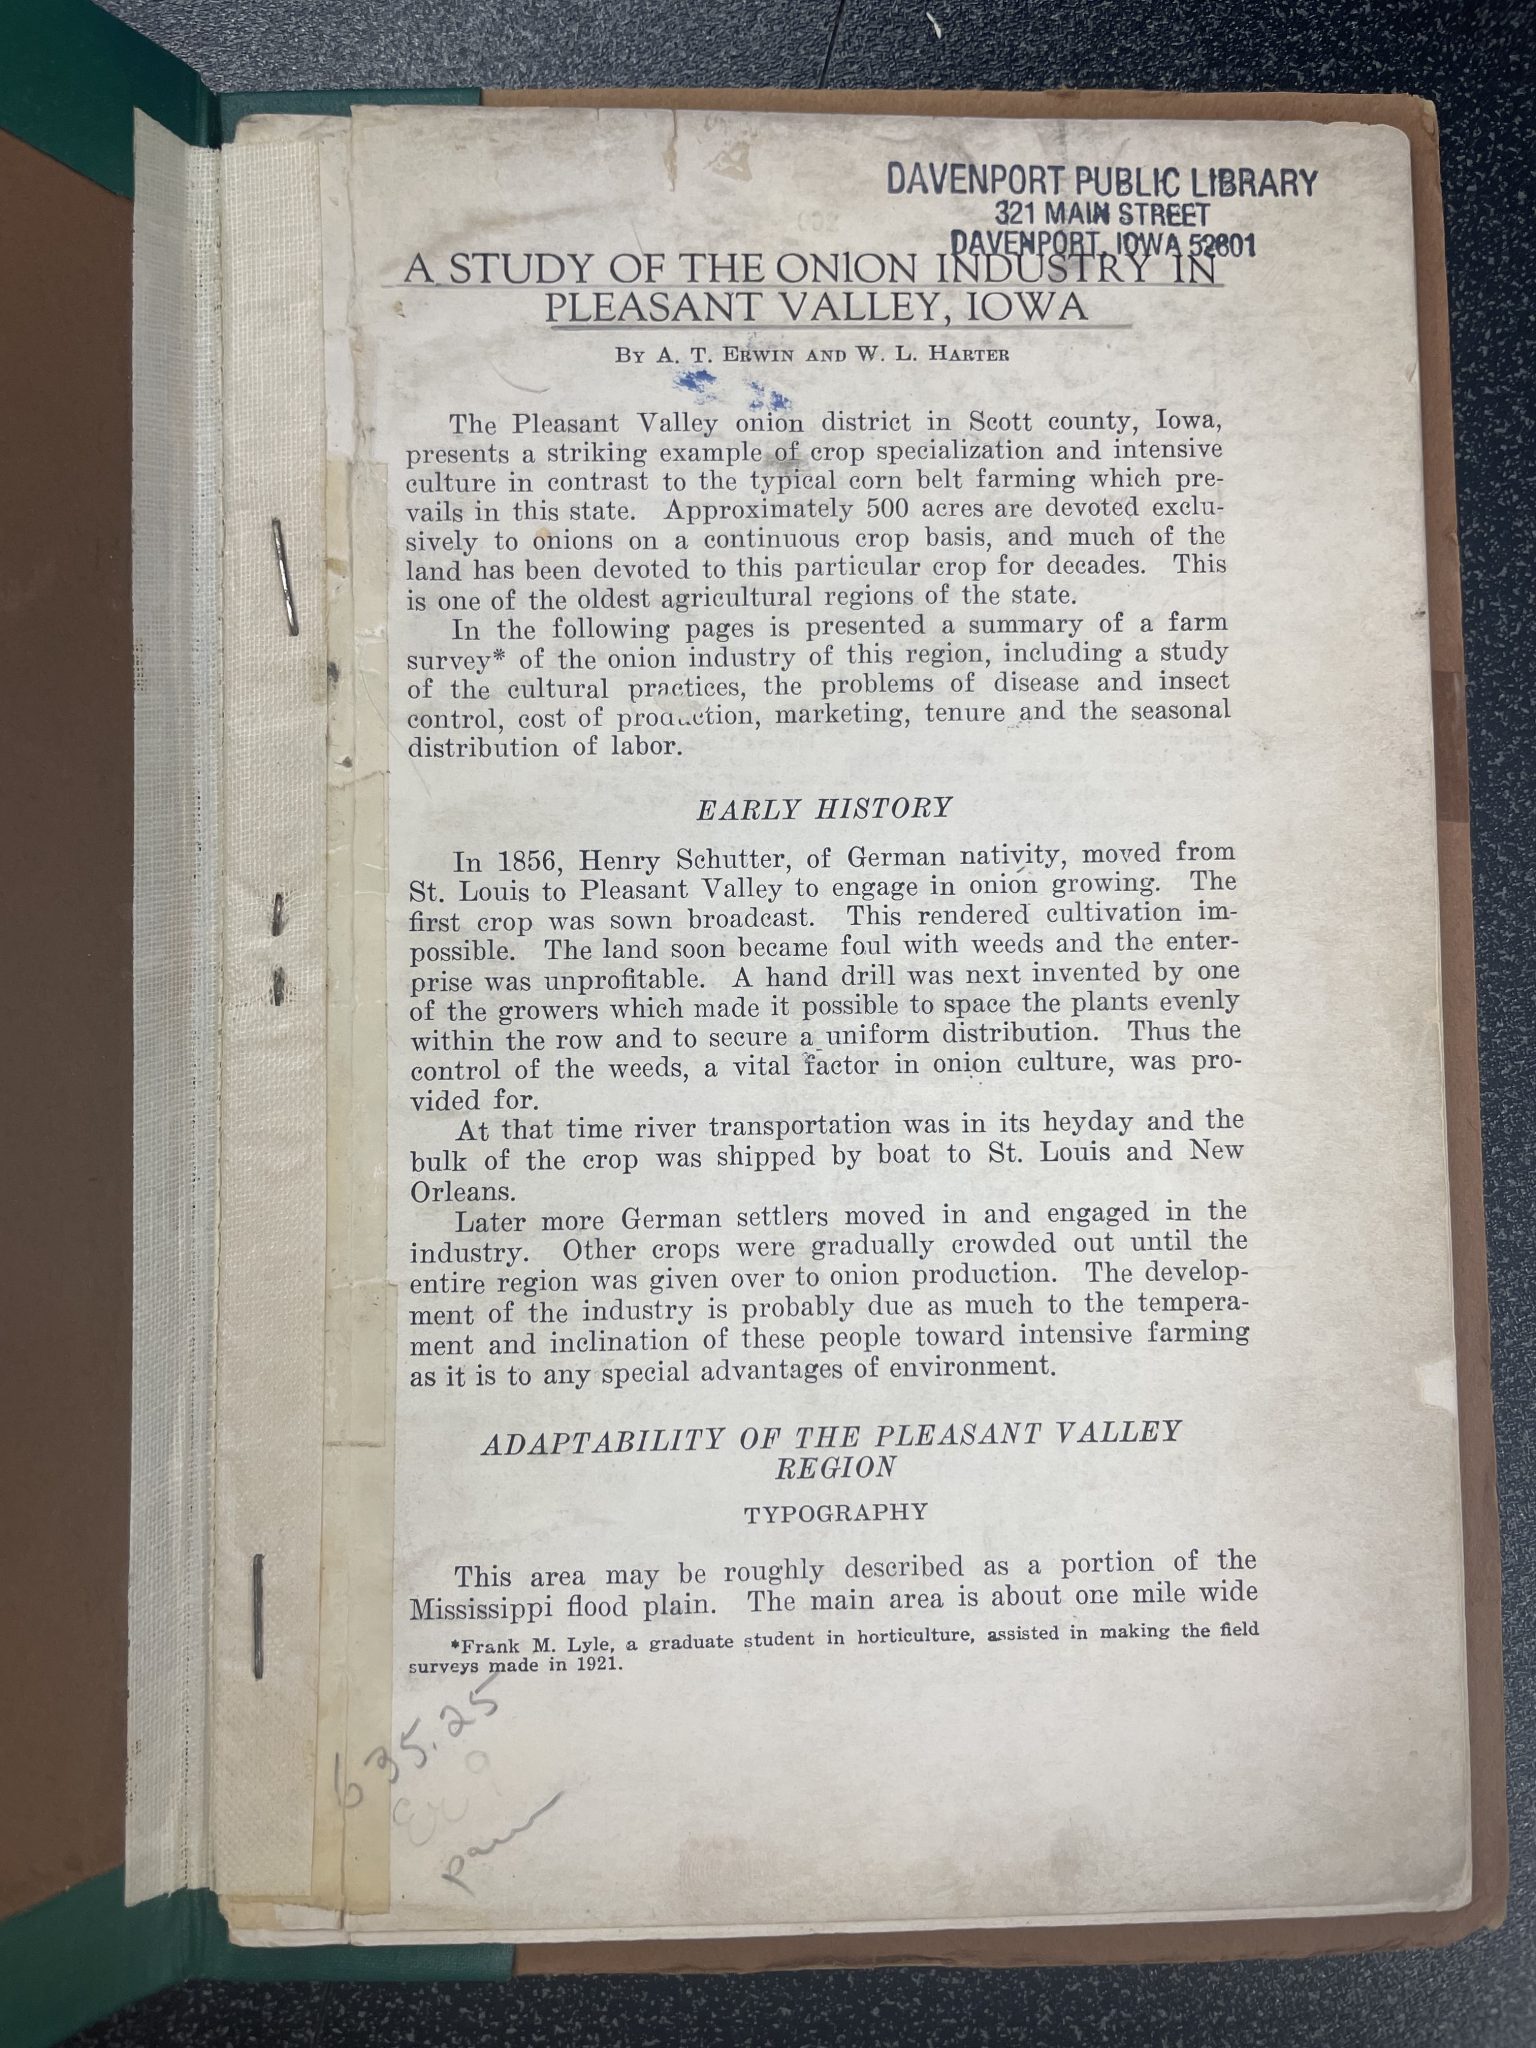 DAVENPORT PUBLIC LIBRARY
321 MAIN STREET
DAVENPORT, IOWA 52801
A STUDY OF THE ONION INDUSTRY IN
PLEASANT VALLEY, IOWA
BY A. T. ERWIN AND W. L. HARTER
The Pleasant Valley onion district in Scott county, Iowa,
presents a striking example of crop specialization and intensive
culture in contrast to the typical corn belt farming which pre-
vails in this state. Approximately 500 acres are devoted exclu-
sively to onions on a continuous crop basis, and much of the
land has been devoted to this particular crop for decades. This
is one of the oldest agricultural regions of the state.
In the following pages is presented a summary of a farm
survey* of the onion industry of this region, including a study
of the cultural practices, the problems of disease and insect
control, cost of production, marketing, tenure and the seasonal
distribution of labor.
EARLY HISTORY
In 1856, Henry Schutter, of German nativity, moved from
St. Louis to Pleasant Valley to engage in onion growing. The
first crop was sown broadcast. This rendered cultivation im-
possible. The land soon became foul with weeds and the enter-
prise was unprofitable. A hand drill was next invented by one
of the growers which made it possible to space the plants evenly
within the row and to secure a uniform distribution. Thus the
control of the weeds, a vital factor in onion culture, was pro-
vided for.
At that time river transportation was in its heyday and the
bulk of the crop was shipped by boat to St. Louis and New
Orleans.
Later more German settlers moved in and engaged in the
industry. Other crops were gradually crowded out until the
entire region was given over to onion production. The develop-
ment of the industry is probably due as much to the tempera-
ment and inclination of these people toward intensive farming
as it is to any special advantages of environment.
ADAPTABILITY OF THE PLEASANT VALLEY
REGION
TYPOGRAPHY
This area may be roughly described as a portion of the
Mississippi flood plain. The main area is about one mile wide
*Frank M. Lyle, a graduate student in horticulture, assisted in making the field
surveys made in 1921.
635.25